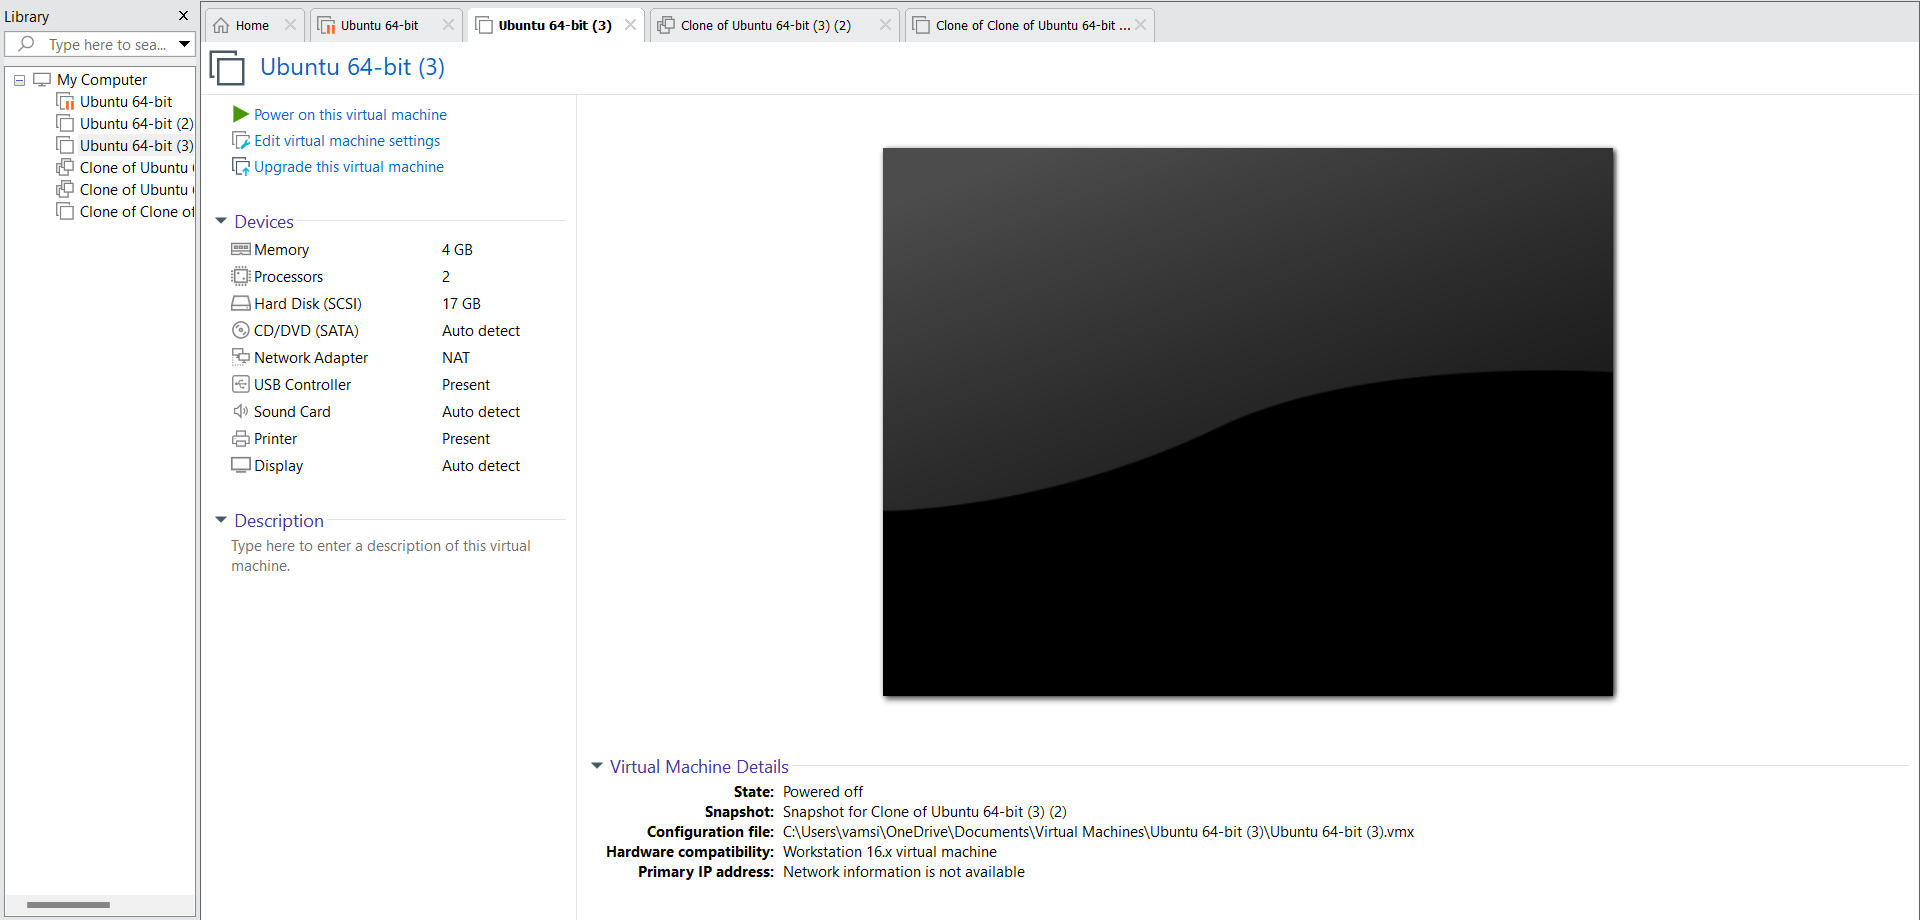 Library
Type here to sea...
My Computer
Ubuntu 64-bit
Ubuntu 64-bit (2)
Ubuntu 64-bit (3)
Clone of Ubuntu
Clone of Ubuntu
Clone of Clone of
Home
Ubuntu 64-bit
Ubuntu 64-bit (3)
Clone of Ubuntu 64-bit (3) (2)
Clone of Clone of Ubuntu 64-bit ...
Ubuntu 64-bit (3)
Power on this virtual machine
Edit virtual machine settings
Upgrade this virtual machine
Devices
Memory 4 GB
Processors 2
Hard Disk (SCSI) 17 GB
CD/DVD (SATA) Auto detect
Network Adapter NAT
USB Controller Present
Sound Card Auto detect
Printer Present
Display Auto detect
Description
Type here to enter a description of this virtual
machine.
Virtual Machine Details
State: Powered off
Snapshot: Snapshot for Clone of Ubuntu 64-bit (3) (2)
Configuration file: C:\Users\vamsi\OneDrive\Documents\Virtual Machines\Ubuntu 64-bit (3)\Ubuntu 64-bit (3).vmx
Hardware compatibility: Workstation 16.x virtual machine
Primary IP address: Network information is not available